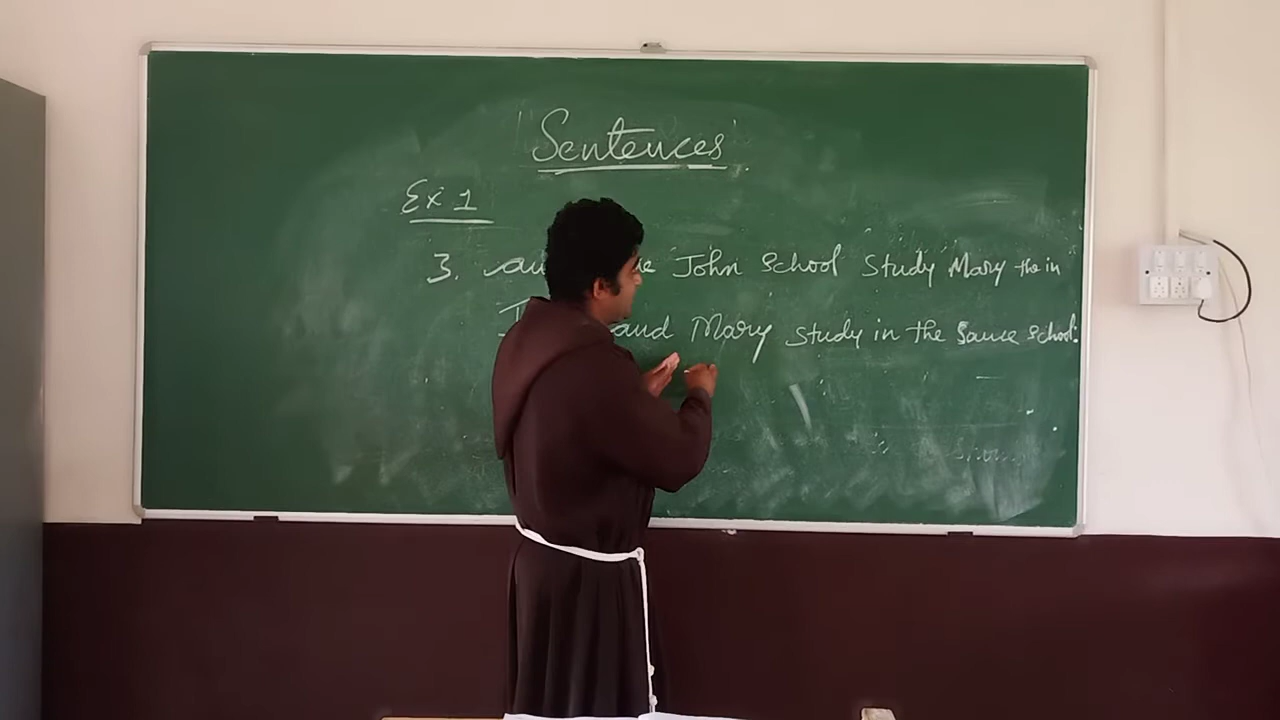 "Sentences"
Ex 1
3. John School Study Mary the in
and Mary study in the same school.